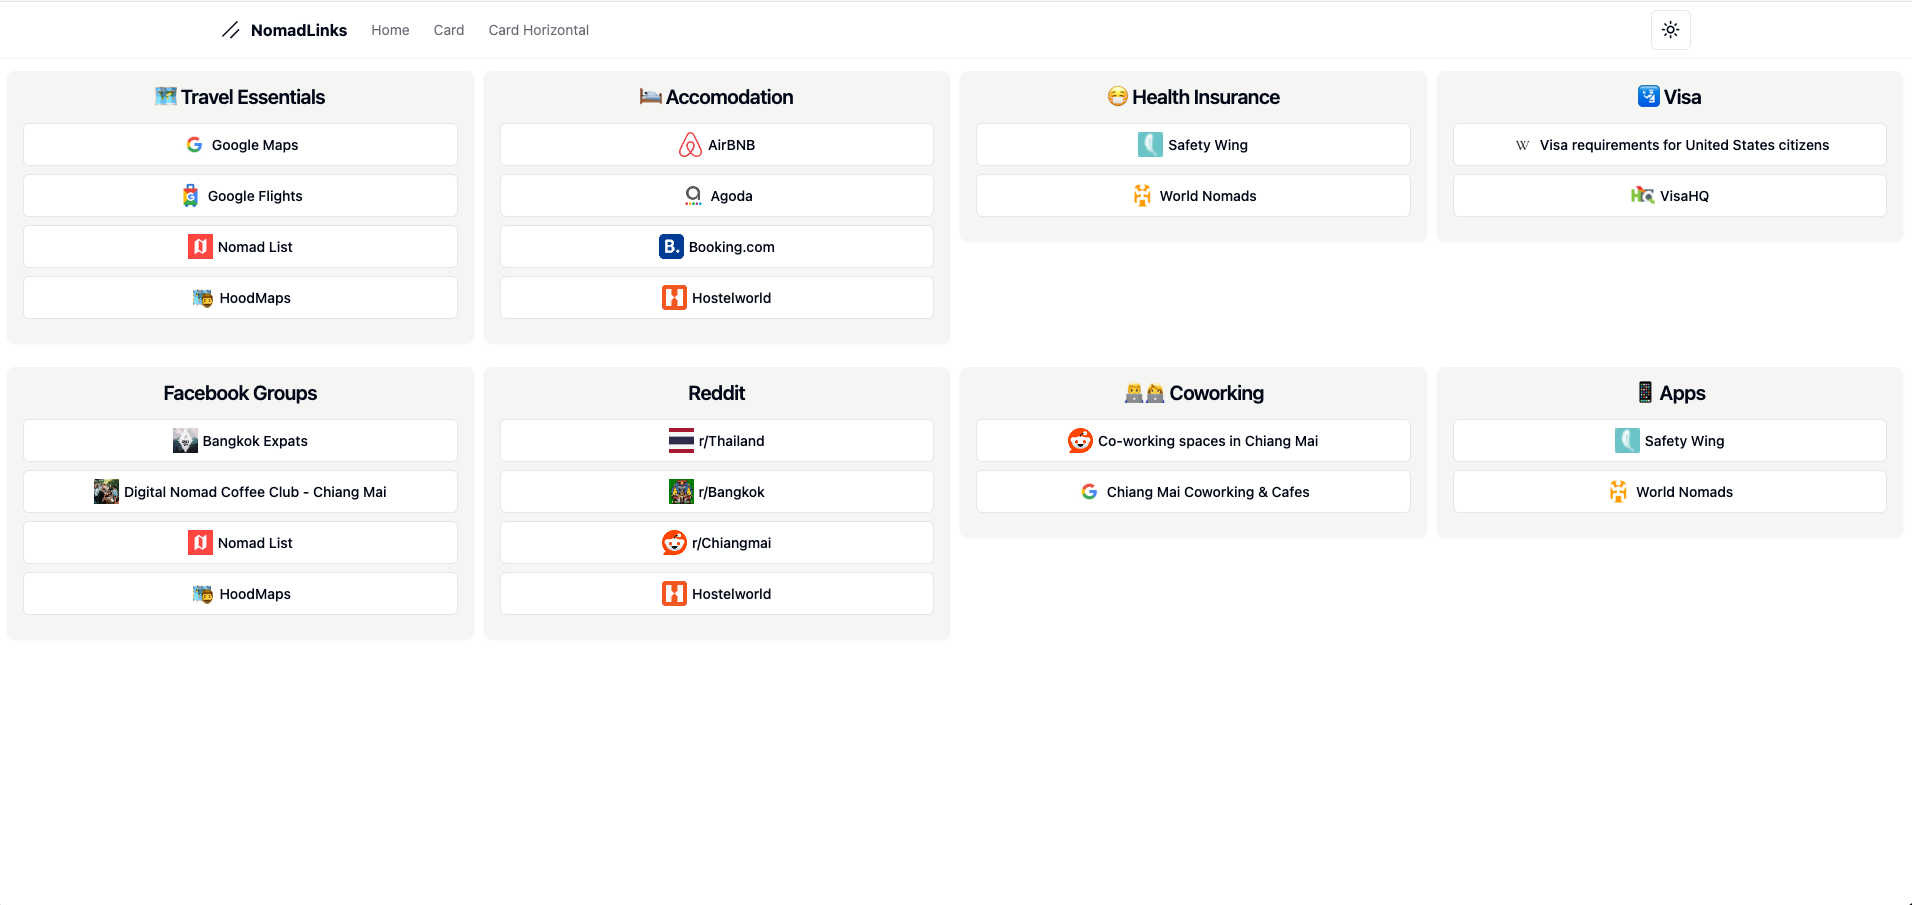 NomadLinks Home Card Card Horizontal
Travel Essentials
Google Maps
Google Flights
Nomad List
HoodMaps
Accomodation
AirBNB
Agoda
Booking.com
Hostelworld
Health Insurance
Safety Wing
World Nomads
Visa
Visa requirements for United States citizens
VisaHQ
Facebook Groups
Bangkok Expats
Digital Nomad Coffee Club - Chiang Mai
Nomad List
HoodMaps
Reddit
r/Thailand
r/Bangkok
r/Chiangmai
Hostelworld
Coworking
Co-working spaces in Chiang Mai
Chiang Mai Coworking & Cafes
Apps
Safety Wing
World Nomads